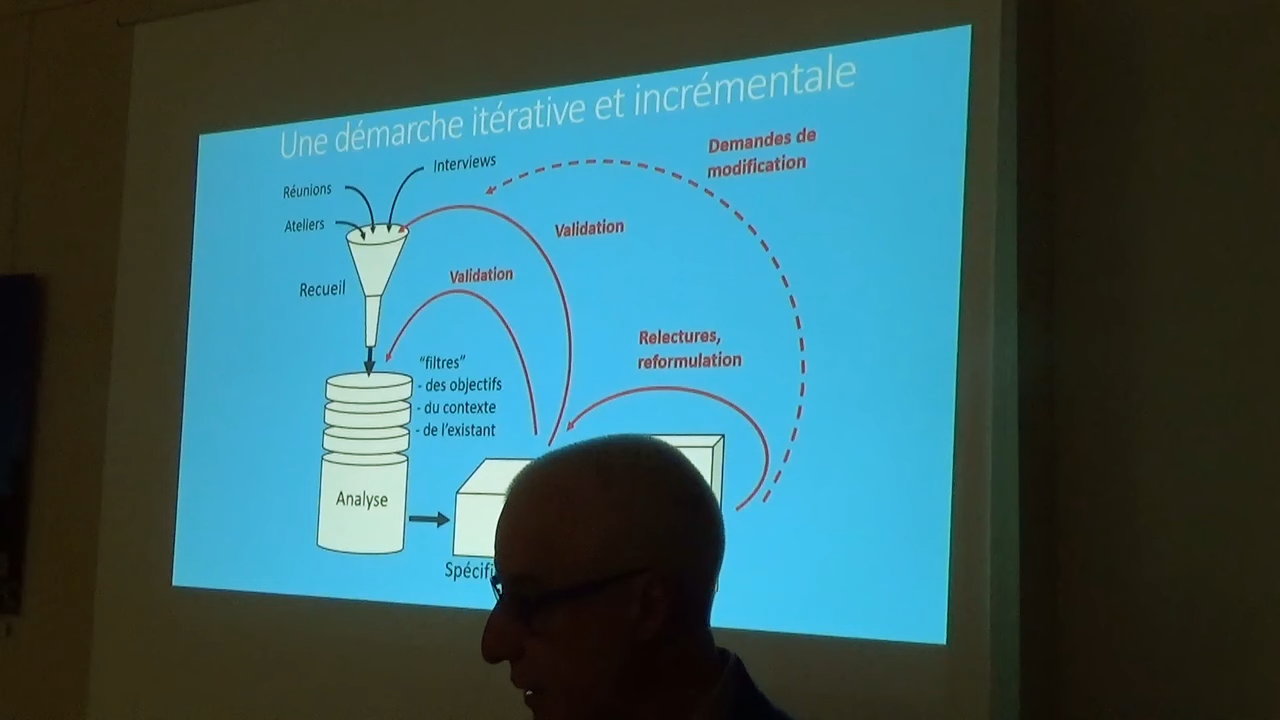 Une démarche itérative et incrémentale
Interviews
Réunions
Ateliers
Recueil
Demandes de
modification
Validation
Validation
Relectures,
reformulation
"filtres"
- des objectifs
- du contexte
- de l'existant
Analyse
Spécifi